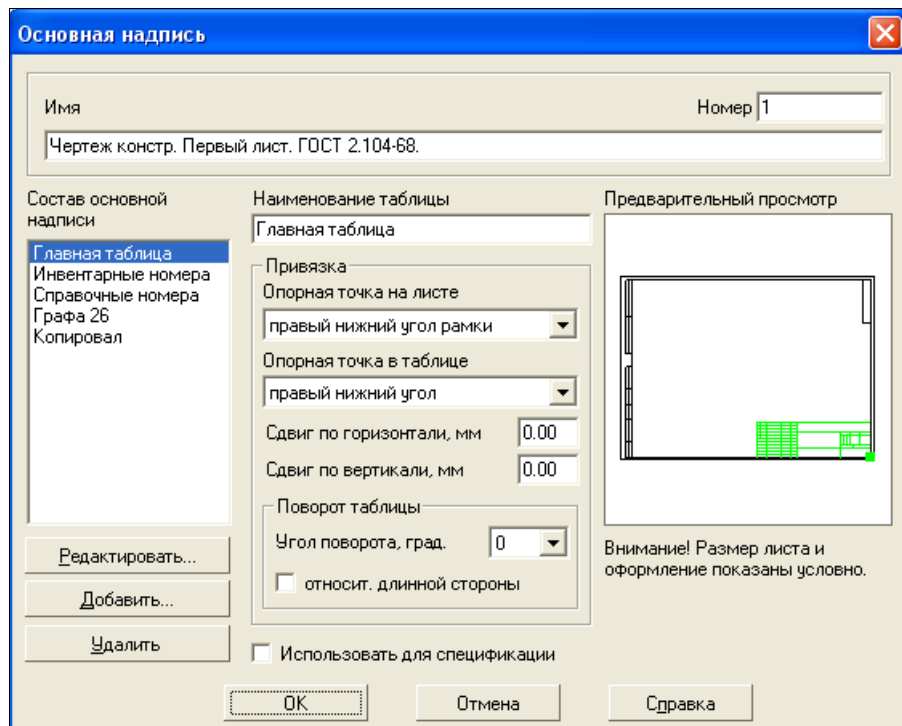 Основная надпись
Имя
Номер 1
Чертеж констр. Первый лист. ГОСТ 2.104-68.
Состав основной
надписи
Главная таблица
Инвентарные номера
Справочные номера
Графа 26
Копировал
Редактировать...
Добавить...
Удалить
Наименование таблицы
Главная таблица
Привязка
Опорная точка на листе
правый нижний угол рамки
Опорная точка в таблице
правый нижний угол
Сдвиг по горизонтали, мм 0.00
Сдвиг по вертикали, мм 0.00
Поворот таблицы
Угол поворота, град. 0
относит. длинной стороны
Использовать для спецификации
Предварительный просмотр
Внимание! Размер листа и
оформление показаны условно.
OK Отмена Справка